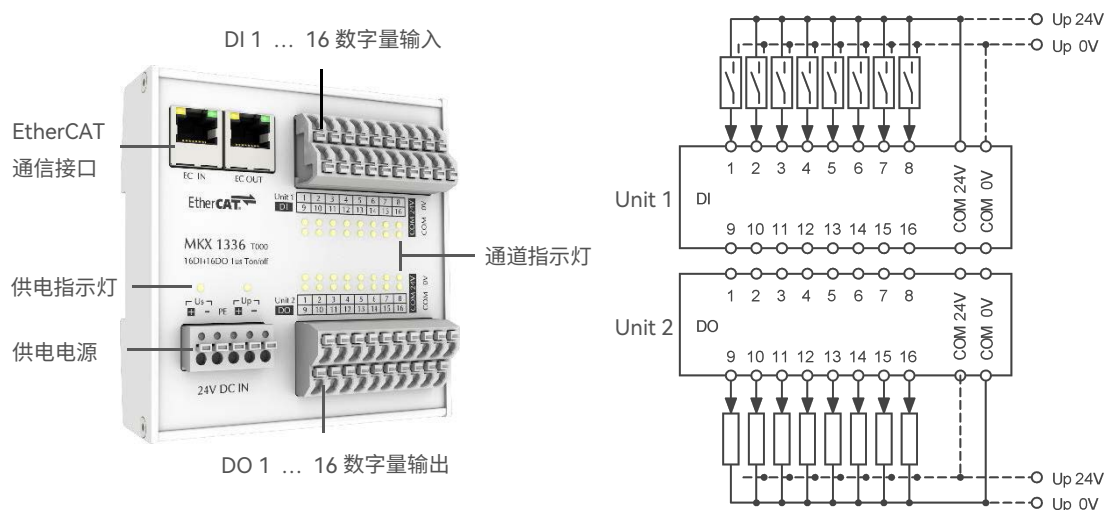 DI 1 … 16 数字量输入
EtherCAT
通信接口
供电指示灯
供电电源
通道指示灯
DO 1 … 16 数字量输出
EC IN
EC OUT
EtherCAT
MKX 1336 T000
16DI+16DO 1us Ton/off
Unit 1 DI
1 2 3 4 5 6 7 8
9 10 11 12 13 14 15 16
COM 24V
COM 0V
Us
Up
+ - PE + -
24V DC IN
Unit 2 DO
1 2 3 4 5 6 7 8
9 10 11 12 13 14 15 16
COM 24V
COM 0V
Up 24V
Up 0V
1 2 3 4 5 6 7 8
Unit 1
DI
COM 24V
COM 0V
9 10 11 12 13 14 15 16
1 2 3 4 5 6 7 8
Unit 2
DO
COM 24V
COM 0V
9 10 11 12 13 14 15 16
Up 24V
Up 0V